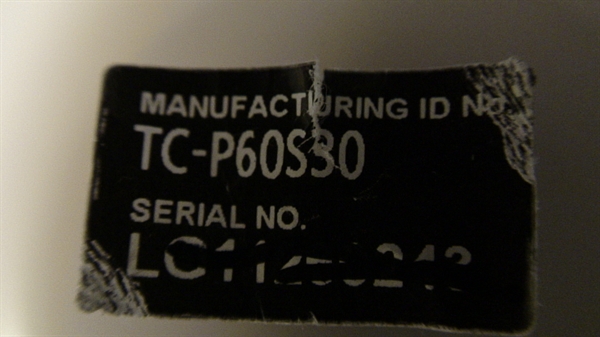 MANUFACTURING ID NO.
TC-P60S30
SERIAL NO.